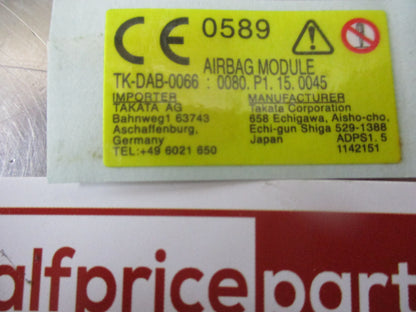 CE 0589
AIRBAG MODULE
TK-DAB-0066 : 0080.P1.15.0045
IMPORTER
TAKATA AG
Bahnweg1 63743
Aschaffenburg,
Germany
TEL:+49 6021 650
MANUFACTURER
Takata Corporation
658 Echigawa, Aisho-cho,
Echi-gun Shiga 529-1388
Japan ADPS1.5
1142151
alfpricepart